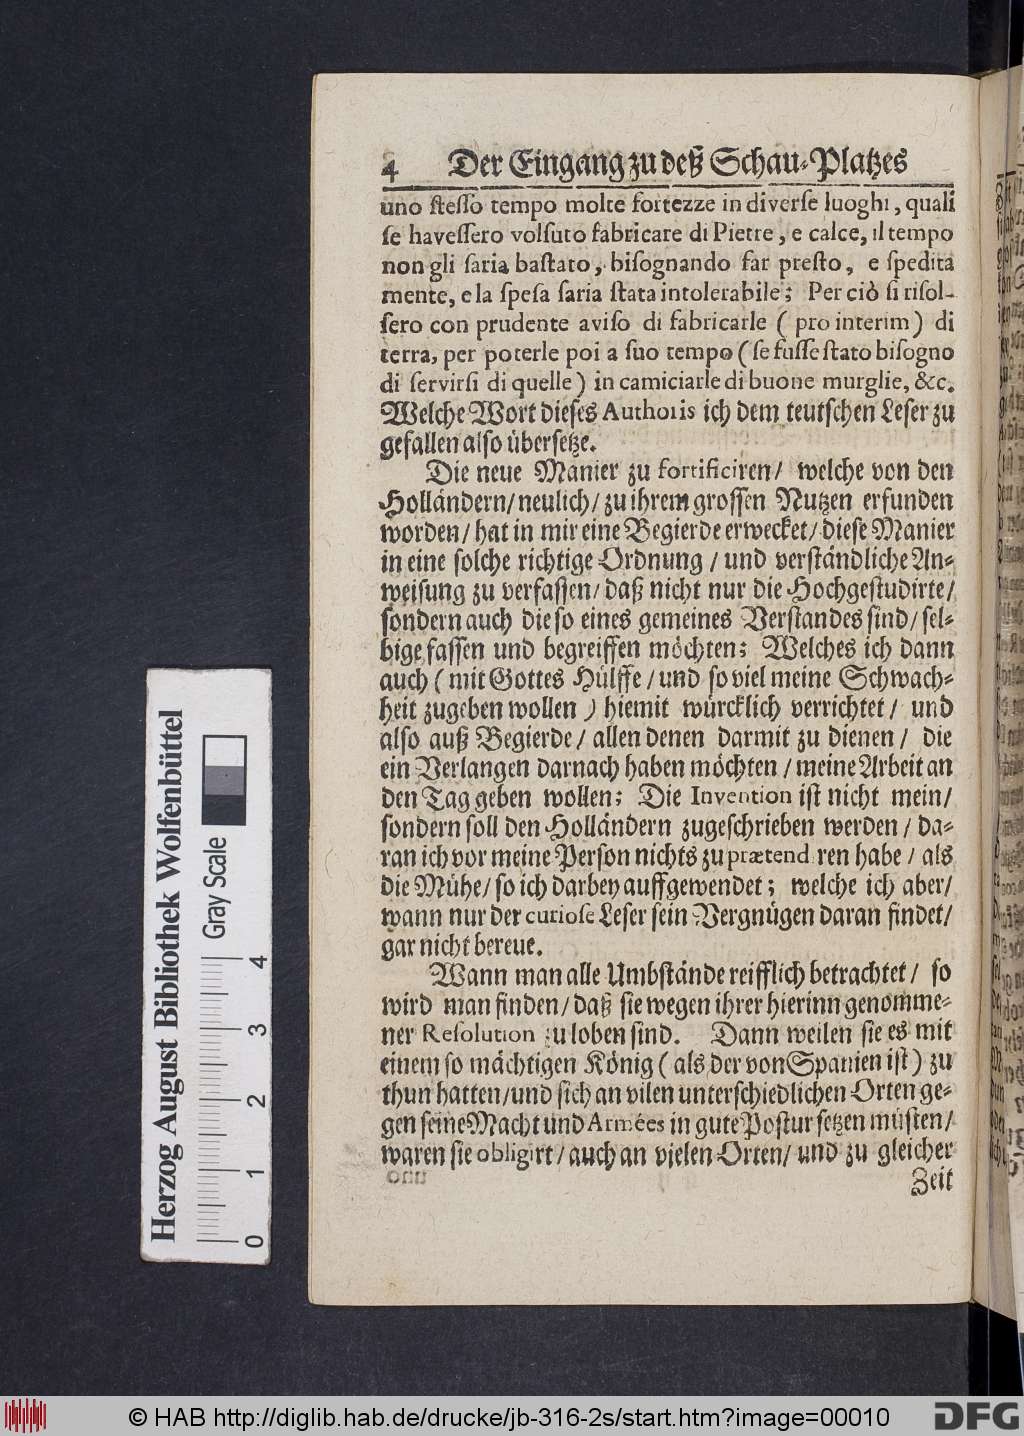 4 Der Eingang zu deß Schau-Platzes
uno ſteſſo tempo molte fortezze in diverſe luoghi, quali
ſe haveſſero volſuto fabricare di Pietre, e calce, il tempo
non gli ſaria baſtato, biſognando far preſto, e ſpedita
mente, e la ſpeſa ſaria ſtata intolerabile; Per ciò ſi riſol-
ſero con prudente aviſo di fabricarle ( pro interim) di
terra, per poterle poi a ſuo tempo (ſe fuſſe ſtato biſogno
di ſervirſi di quelle) in camiciarle di buone murglie, &c.
Welche Wort dieſes Authoris ich dem teutſchen Leſer zu
gefallen alſo überſetze.
Die neue Manier zu fortificiren/ welche von den
Holländern/ neulich/ zu ihrem groſſen Nutzen erfunden
worden/ hat in mir eine Begierde erwecket/ dieſe Manier
in eine ſolche richtige Ordnung / und verſtändliche An-
weiſung zu verfaſſen/ daß nicht nur die Hochgeſtudirte/
ſondern auch die ſo eines gemeines Verſtandes ſind/ ſel-
bige faſſen und begreiffen möchten; Welches ich dann
auch ( mit Gottes Hülffe / und ſo viel meine Schwach-
heit zugeben wollen ) hiemit würcklich verrichtet / und
alſo auß Begierde / allen denen darmit zu dienen / die
ein Verlangen darnach haben möchten / meine Arbeit an
den Tag geben wollen; Die Invention iſt nicht mein/
ſondern ſoll den Holländern zugeſchrieben werden / da-
ran ich vor meine Perſon nichts zu prætend ren habe / als
die Mühe/ ſo ich darbey auffgewendet; welche ich aber/
wann nur der curioſe Leſer ſein Vergnügen daran findet/
gar nicht bereue.
Wann man alle Umbſtände reifflich betrachtet / ſo
wird man finden/ daß ſie wegen ihrer hierinn genomme-
ner Reſolution zu loben ſind. Dann weilen ſie es mit
einem ſo mächtigen König ( als der von Spanien iſt ) zu
thun hatten/ und ſich an vilen unterſchiedlichen Orten ge-
gen ſeine Macht und Armées in gute Poſtur ſetzen müſten/
waren ſie obligirt / auch an vielen Orten/ und zu gleicher
Zeit
Herzog August Bibliothek Wolfenbüttel
Gray Scale
0 1 2 3 4
© HAB http://diglib.hab.de/drucke/jb-316-2s/start.htm?image=00010
DFG